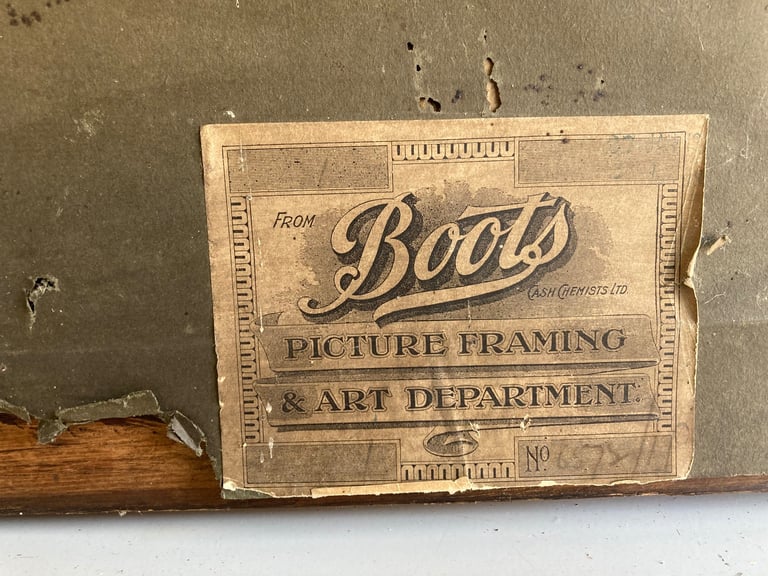 FROM
Boots
CASH CHEMISTS LTD
PICTURE FRAMING
& ART DEPARTMENT.
No